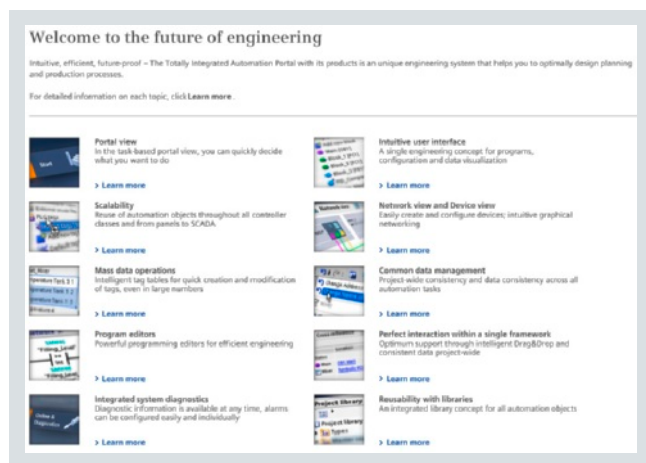 Welcome to the future of engineering
Intuitive, efficient, future-proof – The Totally Integrated Automation Portal with its products is an unique engineering system that helps you to optimally design planning
and production processes.
For detailed information on each topic, click Learn more .
Portal view
In the task-based portal view, you can quickly decide
what you want to do
> Learn more
Intuitive user interface
A single engineering concept for programs,
configuration and data visualization
> Learn more
Scalability
Reuse of automation objects throughout all controller
classes and from panels to SCADA.
> Learn more
Network view and Device view
Easily create and configure devices; intuitive graphical
networking
> Learn more
Mass data operations
Intelligent tag tables for quick creation and modification
of tags, even in large numbers
> Learn more
Common data management
Project-wide consistency and data consistency across all
automation tasks
> Learn more
Program editors
Powerful programming editors for efficient engineering
> Learn more
Perfect interaction within a single framework
Optimum support through intelligent Drag&Drop and
consistent data project-wide
> Learn more
Integrated system diagnostics
Diagnostic information is available at any time, alarms
can be configured easily and individually
> Learn more
Reusability with libraries
An integrated library concept for all automation objects
> Learn more
Start
Online &
Diagnostics
Project library
Types